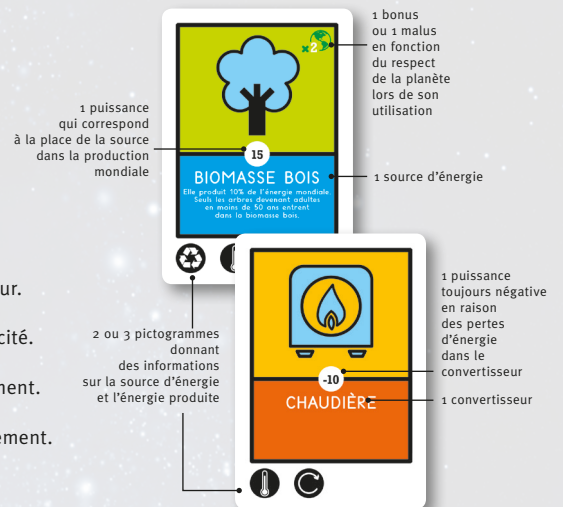 1 bonus
ou 1 malus
en fonction
du respect
de la planète
lors de son
utilisation
x2
1 puissance
qui correspond
à la place de la source
dans la production
mondiale
15
BIOMASSE BOIS
Elle produit 10% de l'énergie mondiale.
Seuls les arbres devenant adultes
en moins de 50 ans entrent
dans la biomasse bois.
1 source d'énergie
ur.
cité.
ment.
ement.
2 ou 3 pictogrammes
donnant
des informations
sur la source d'énergie
et l'énergie produite
1 puissance
toujours négative
en raison
des pertes
d'énergie
dans le
convertisseur
-10
CHAUDIÈRE
1 convertisseur